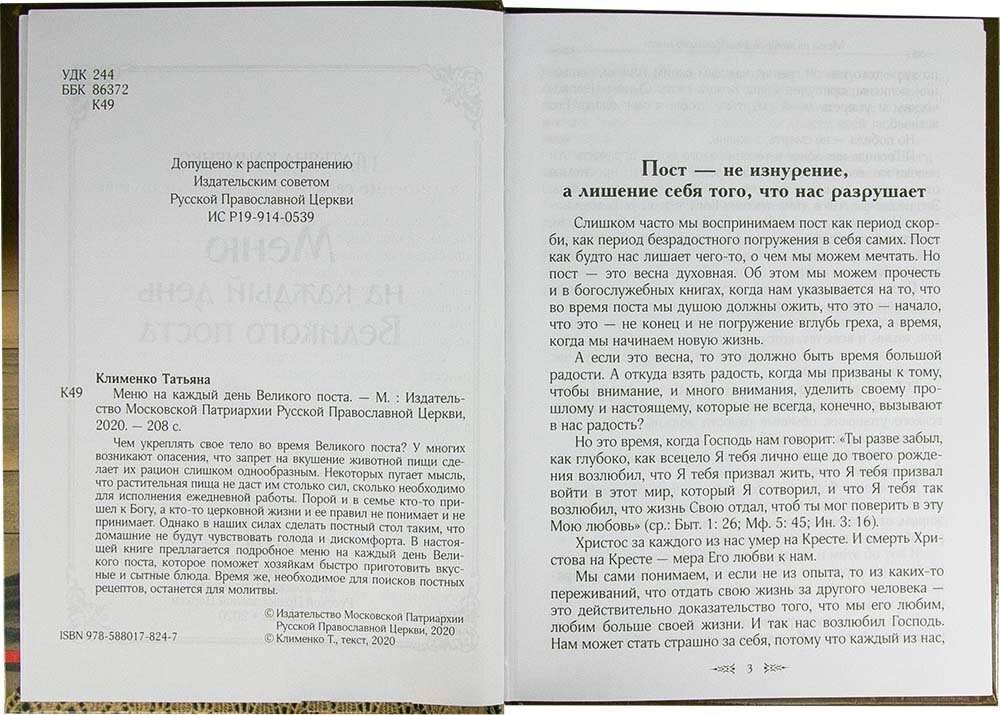 УДК 244
ББК 86372
К49
Допущено к распространению
Издательским советом
Русской Православной Церкви
ИС Р19-914-0539
Клименко Татьяна
К49 Меню на каждый день Великого поста. — М. : Издатель-
ство Московской Патриархии Русской Православной Церкви,
2020. — 208 с.
Чем укреплять свое тело во время Великого поста? У многих
возникают опасения, что запрет на вкушение животной пищи сде-
лает их рацион слишком однообразным. Некоторых пугает мысль,
что растительная пища не даст им столько сил, сколько необходимо
для исполнения ежедневной работы. Порой и в семье кто-то при-
шел к Богу, а кто-то церковной жизни и ее правил не понимает и не
принимает. Однако в наших силах сделать постный стол таким, что
домашние не будут чувствовать голода и дискомфорта. В настоя-
щей книге предлагается подробное меню на каждый день Вели-
кого поста, которое поможет хозяйкам быстро приготовить вкус-
ные и сытные блюда. Время же, необходимое для поисков постных
рецептов, останется для молитвы.
© Издательство Московской Патриархии
Русской Православной Церкви, 2020
ISBN 978-588017-824-7
© Клименко Т., текст, 2020
Пост — не изнурение,
а лишение себя того, что нас разрушает
Слишком часто мы воспринимаем пост как период скор-
би, как период безрадостного погружения в себя самих. Пост
как будто нас лишает чего-то, о чем мы можем мечтать. Но
пост — это весна духовная. Об этом мы можем прочесть
и в богослужебных книгах, когда нам указывается на то, что
во время поста мы душою должны ожить, что это — начало,
что это — не конец и не погружение вглубь греха, а время,
когда мы начинаем новую жизнь.
А если это весна, то это должно быть время большой
радости. А откуда взять радость, когда мы призваны к тому,
чтобы внимание, и много внимания, уделить своему про-
шлому и настоящему, которые не всегда, конечно, вызывают
в нас радость?
Но это время, когда Господь нам говорит: «Ты разве забыл,
как глубоко, как всецело Я тебя лично еще до твоего рожде-
ния возлюбил, что Я тебя призвал жить, что Я тебя призвал
войти в этот мир, который Я сотворил, и что Я тебя так
возлюбил, что жизнь Свою отдал, чтоб ты мог поверить в эту
Мою любовь» (ср.: Быт. 1: 26; Мф. 5: 45; Ин. 3: 16).
Христос за каждого из нас умер на Кресте. И смерть Хри-
стова на Кресте — мера Его любви к нам.
Мы сами понимаем, и если не из опыта, то из каких-то
переживаний, что отдать свою жизнь за другого человека —
это действительно доказательство того, что мы его любим,
любим больше своей жизни. И так нас возлюбил Господь.
Нам может стать страшно за себя, потому что каждый из нас,
3